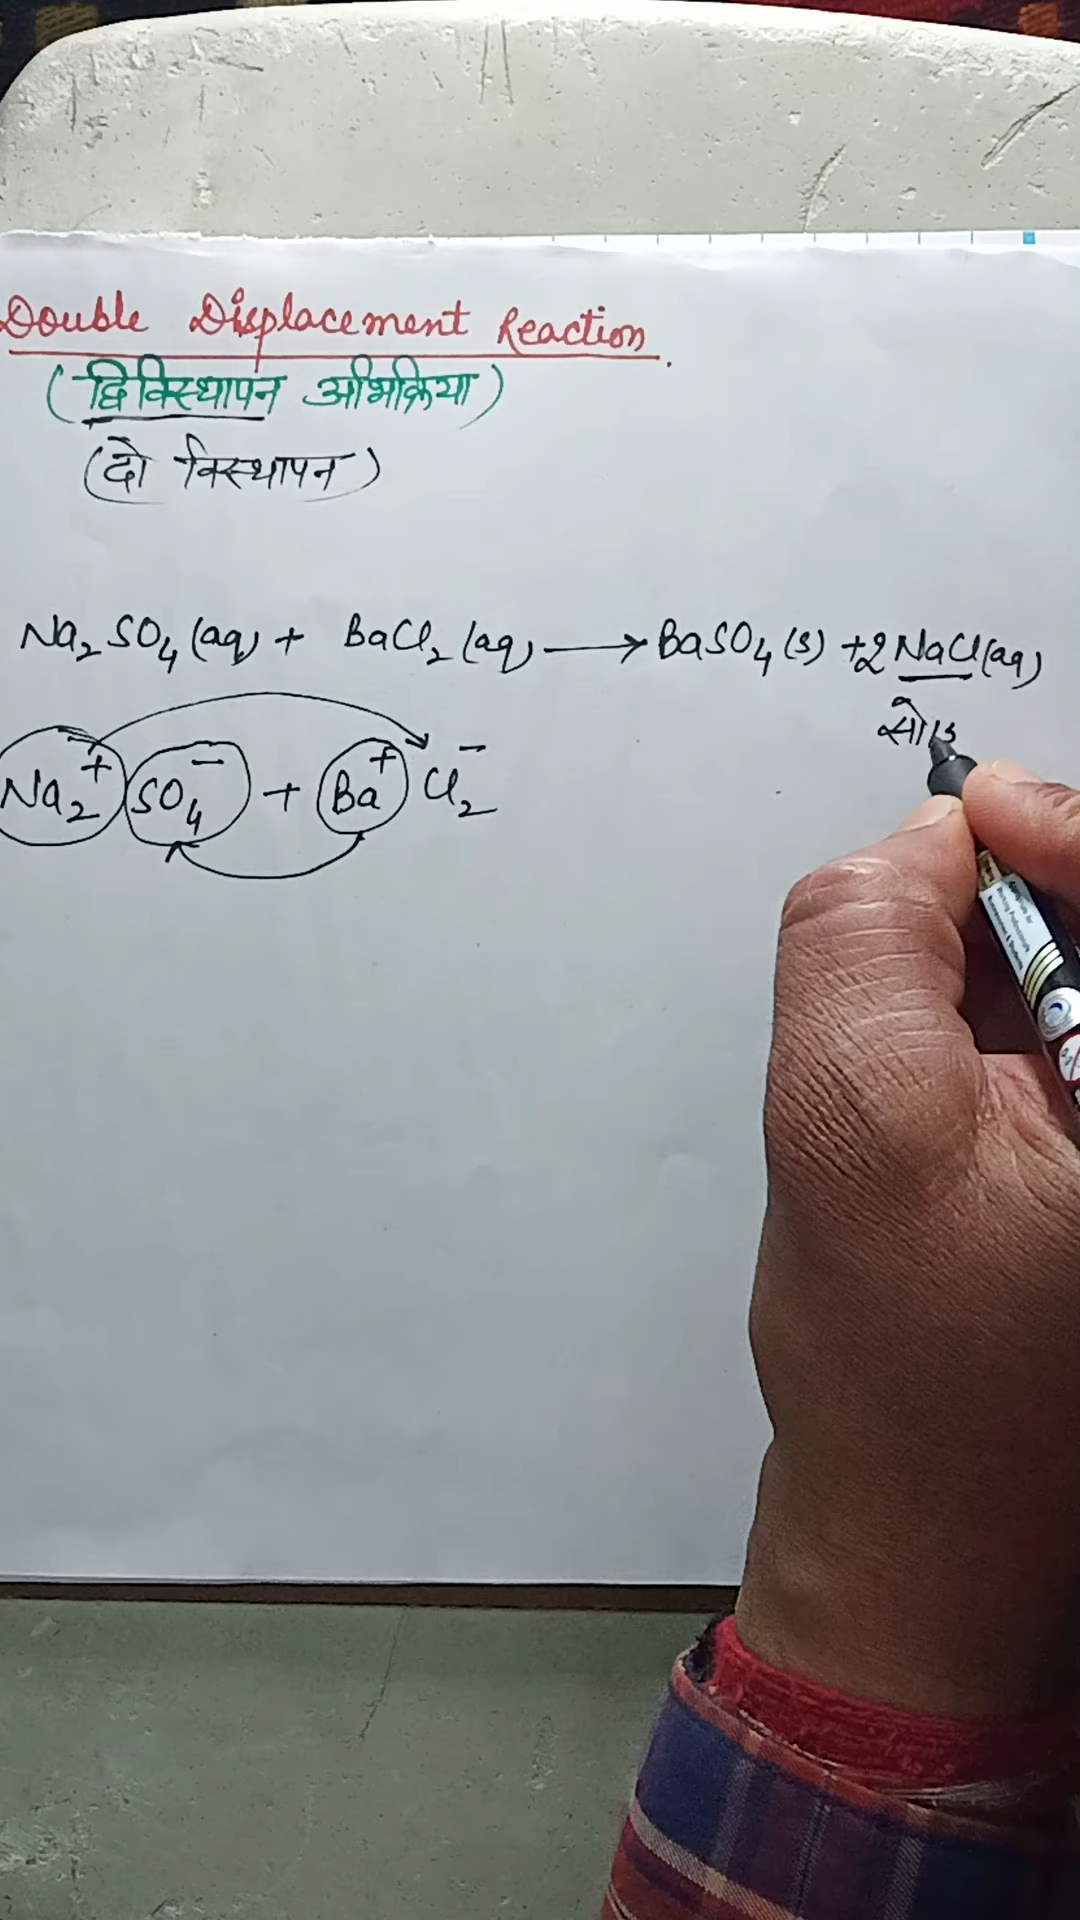 Double Displacement Reaction.
(द्विविस्थापन अभिक्रिया)
(दो विस्थापन)
Na₂SO₄(aq) + BaCl₂(aq) ⟶ BaSO₄(s) + 2NaCl(aq)
सोड
Na₂⁺ SO₄⁻ + Ba⁺ Cl₂⁻